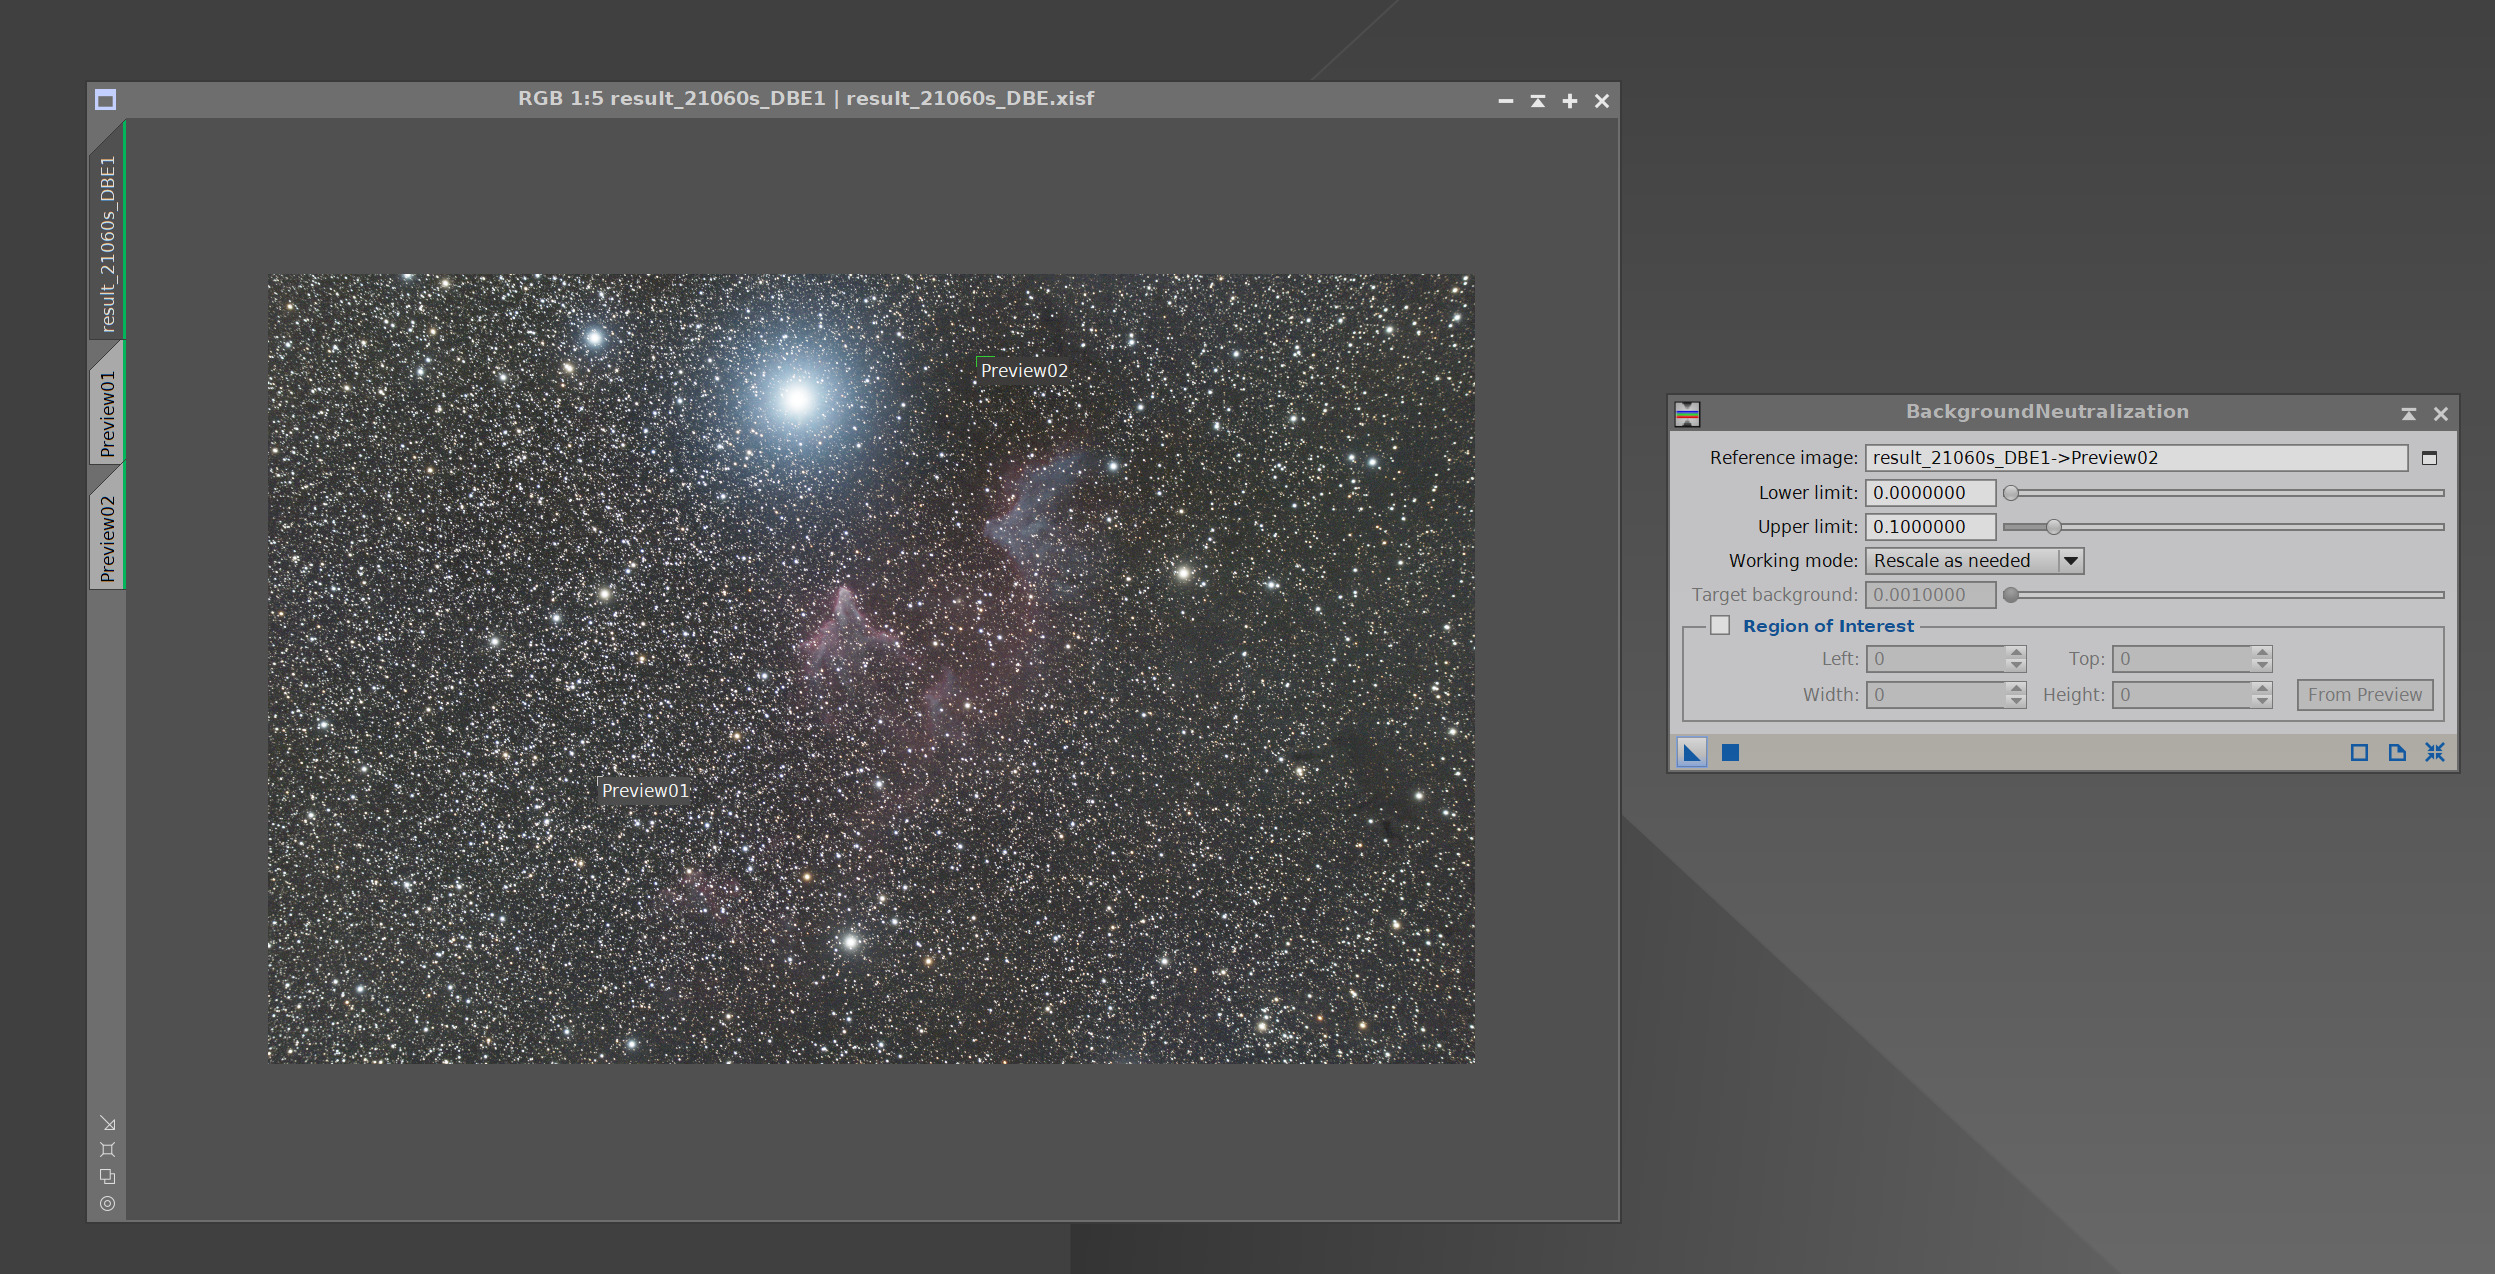 RGB 1:5 result_21060s_DBE1 | result_21060s_DBE.xisf
result_21060s_DBE1
Preview01
Preview02
Preview02
Preview01
BackgroundNeutralization
Reference image: result_21060s_DBE1->Preview02
Lower limit: 0.0000000
Upper limit: 0.1000000
Working mode: Rescale as needed
Target background: 0.0010000
Region of Interest
Left: 0 Top: 0
Width: 0 Height: 0 From Preview